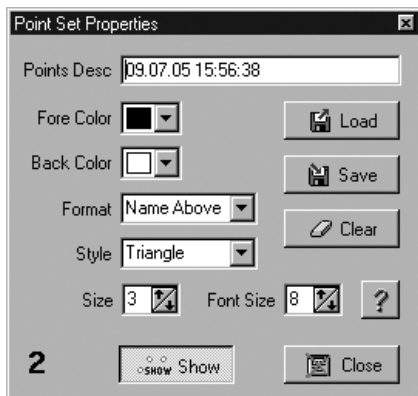 Point Set Properties
Points Desc 09.07.05 15:56:38
Fore Color
Load
Back Color
Save
Format Name Above
Clear
Style Triangle
Size 3 Font Size 8 ?
2 SHOW Show Close